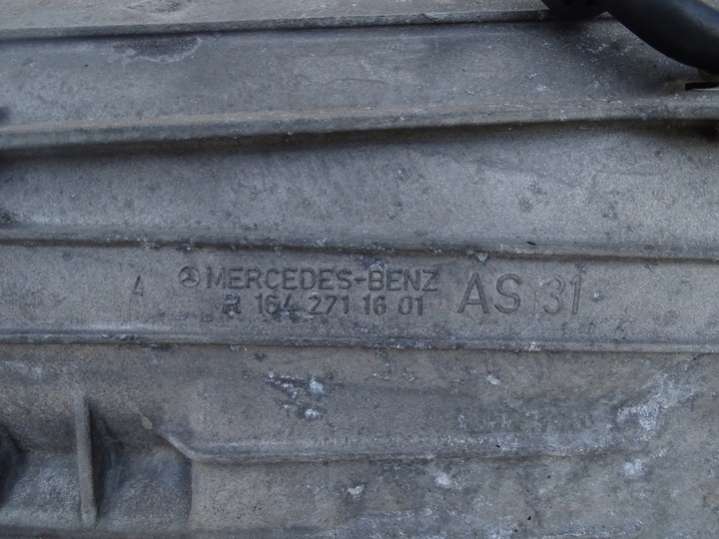 A MERCEDES-BENZ AS 31
R 164 271 16 01